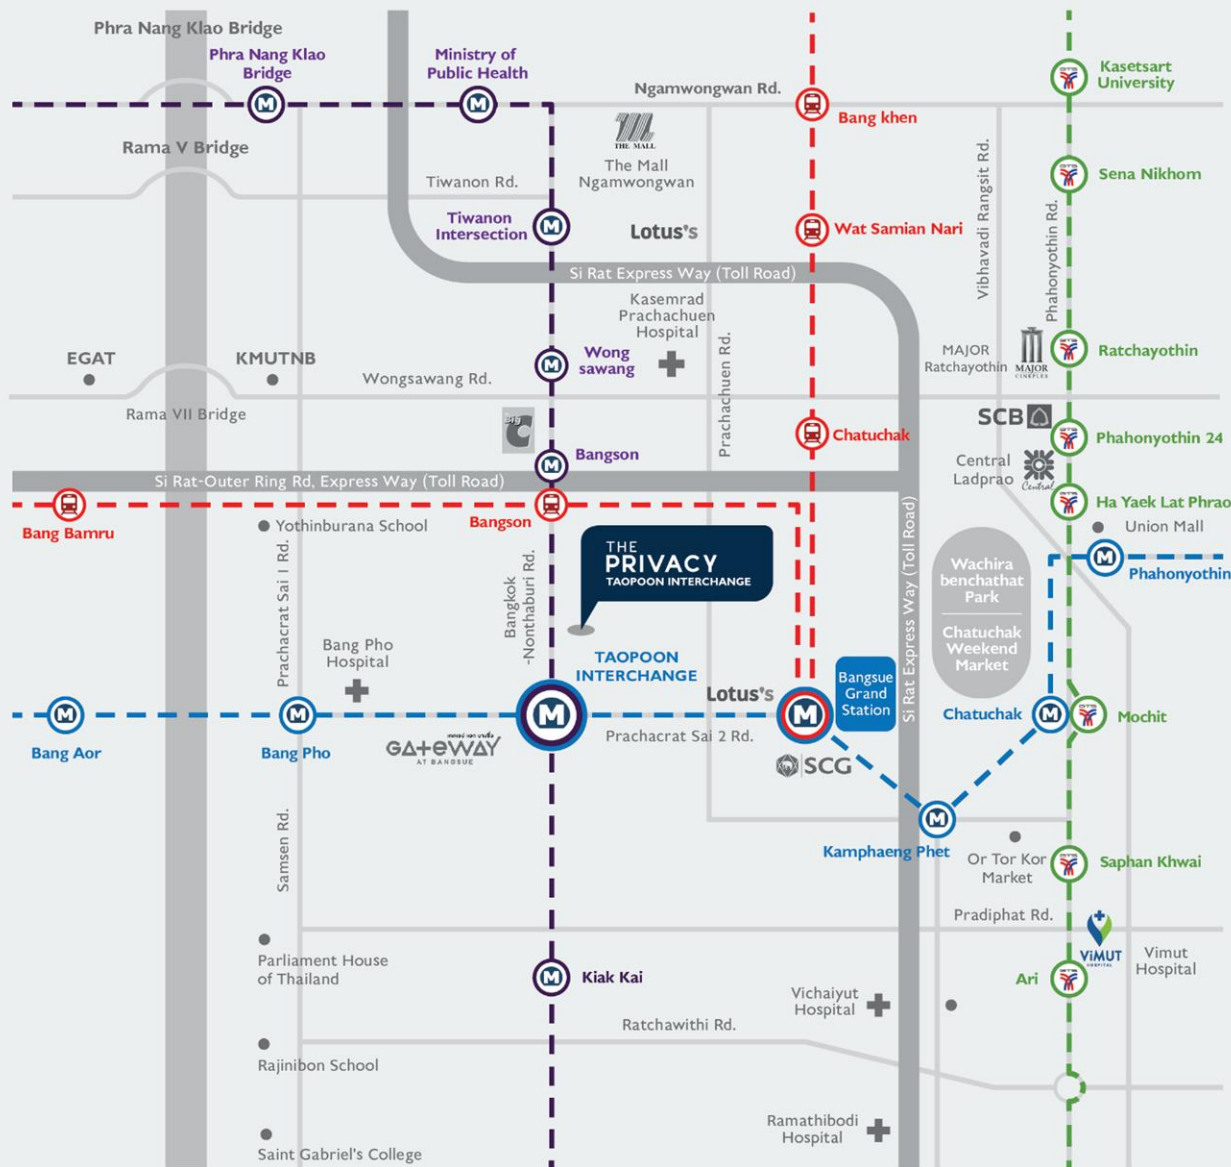 Phra Nang Klao Bridge
Phra Nang Klao
Bridge
Ministry of
Public Health
Kasetsart
University
Ngamwongwan Rd.
Bang khen
THE MALL
The Mall
Ngamwongwan
Rama V Bridge
Tiwanon Rd.
Sena Nikhom
Vibhavadi Rangsit Rd.
Phahonyothin Rd.
Tiwanon
Intersection
Lotus's
Wat Samian Nari
Si Rat Express Way (Toll Road)
Kasemrad
Prachachuen
Hospital
Prachachuen Rd.
EGAT
KMUTNB
Wong
sawang
Wongsawang Rd.
MAJOR
Ratchayothin
MAJOR
CINEPLEX
Ratchayothin
Rama VII Bridge
Big C
Chatuchak
SCB
Phahonyothin 24
Bangson
Central
Ladprao
Central
Si Rat-Outer Ring Rd, Express Way (Toll Road)
Ha Yaek Lat Phrao
Bang Bamru
Yothinburana School
Bangson
Union Mall
Phahonyothin
THE
PRIVACY
TAOPOON INTERCHANGE
Wachira
benchathat
Park
Chatuchak
Weekend
Market
Prachacrat Sai 1 Rd.
Bangkok
-Nonthaburi Rd.
Si Rat Express Way (Toll Road)
Bang Pho
Hospital
TAOPOON
INTERCHANGE
Lotus's
Bangsue
Grand
Station
Chatuchak
Mochit
Bang Aor
Bang Pho
GATEWAY
AT BANGSUE
Prachacrat Sai 2 Rd.
SCG
Samsen Rd.
Kamphaeng Phet
Or Tor Kor
Market
Saphan Khwai
Pradiphat Rd.
ViMUT
HOSPITAL
Vimut
Hospital
Parliament House
of Thailand
Kiak Kai
Ari
Vichaiyut
Hospital
Ratchawithi Rd.
Rajinibon School
Ramathibodi
Hospital
Saint Gabriel's College